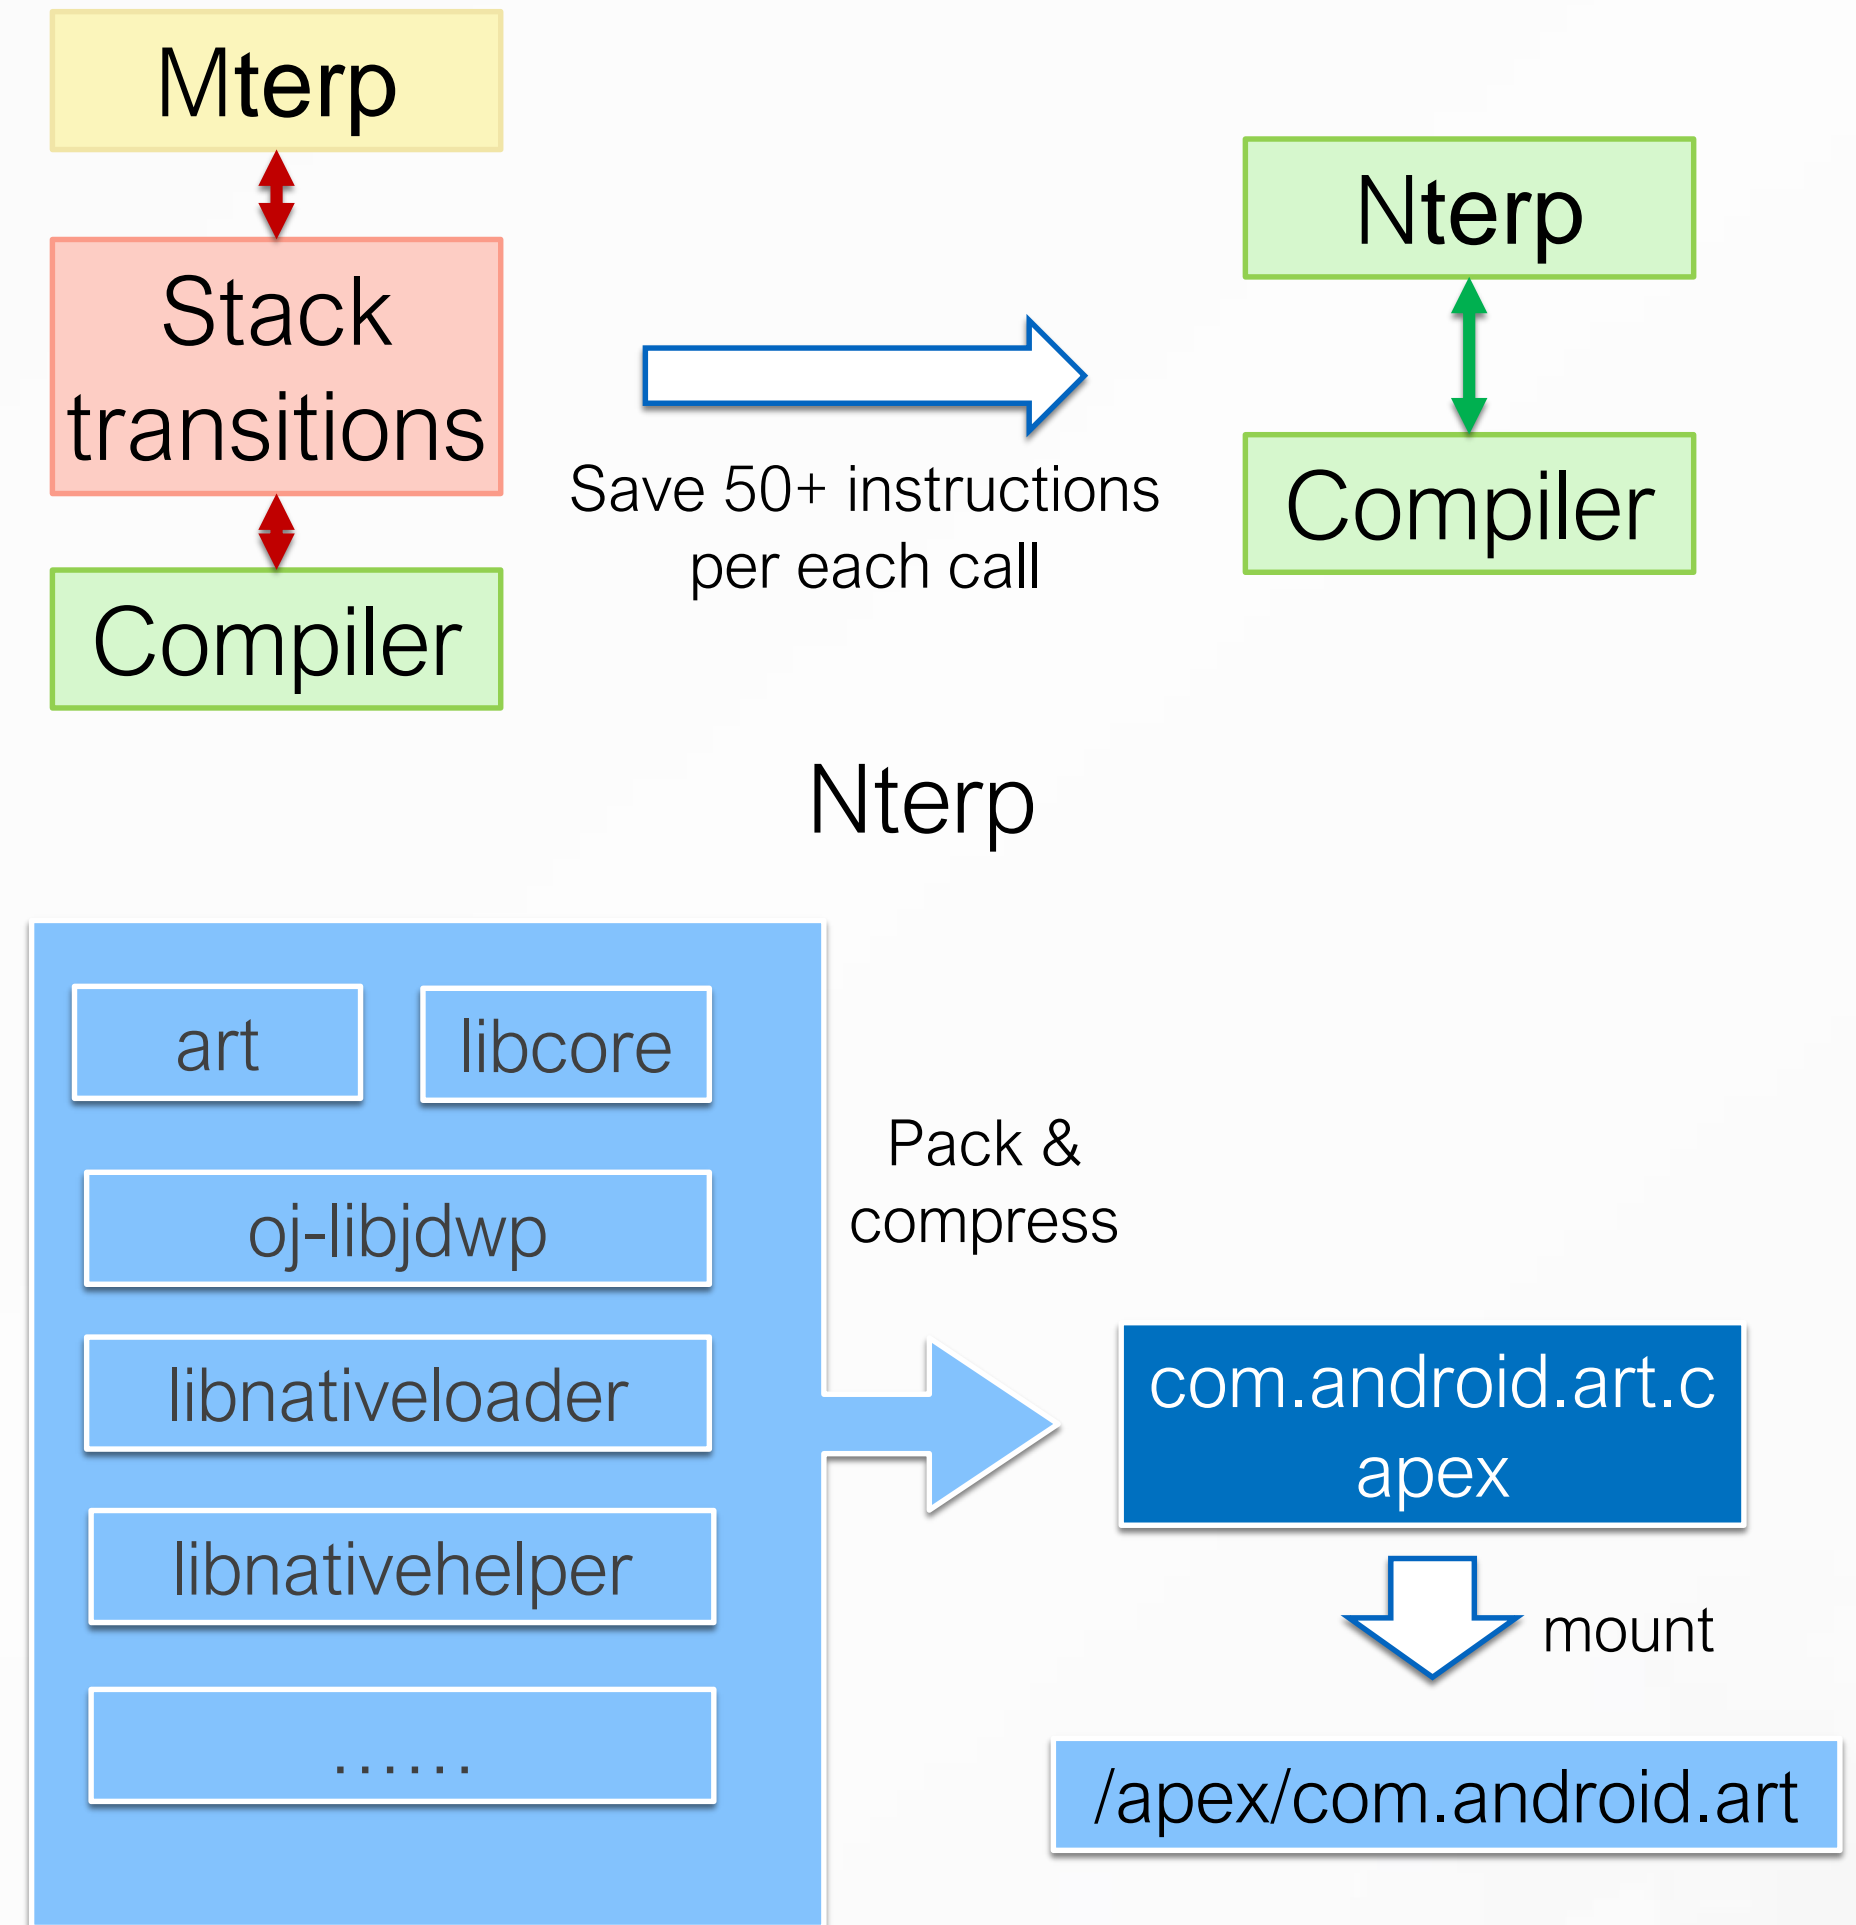 Mterp
Stack
transitions
Compiler
Save 50+ instructions
per each call
Nterp
Compiler
Nterp
art
libcore
oj-libjdwp
libnativeloader
libnativehelper
......
Pack &
compress
com.android.art.c
apex
mount
/apex/com.android.art